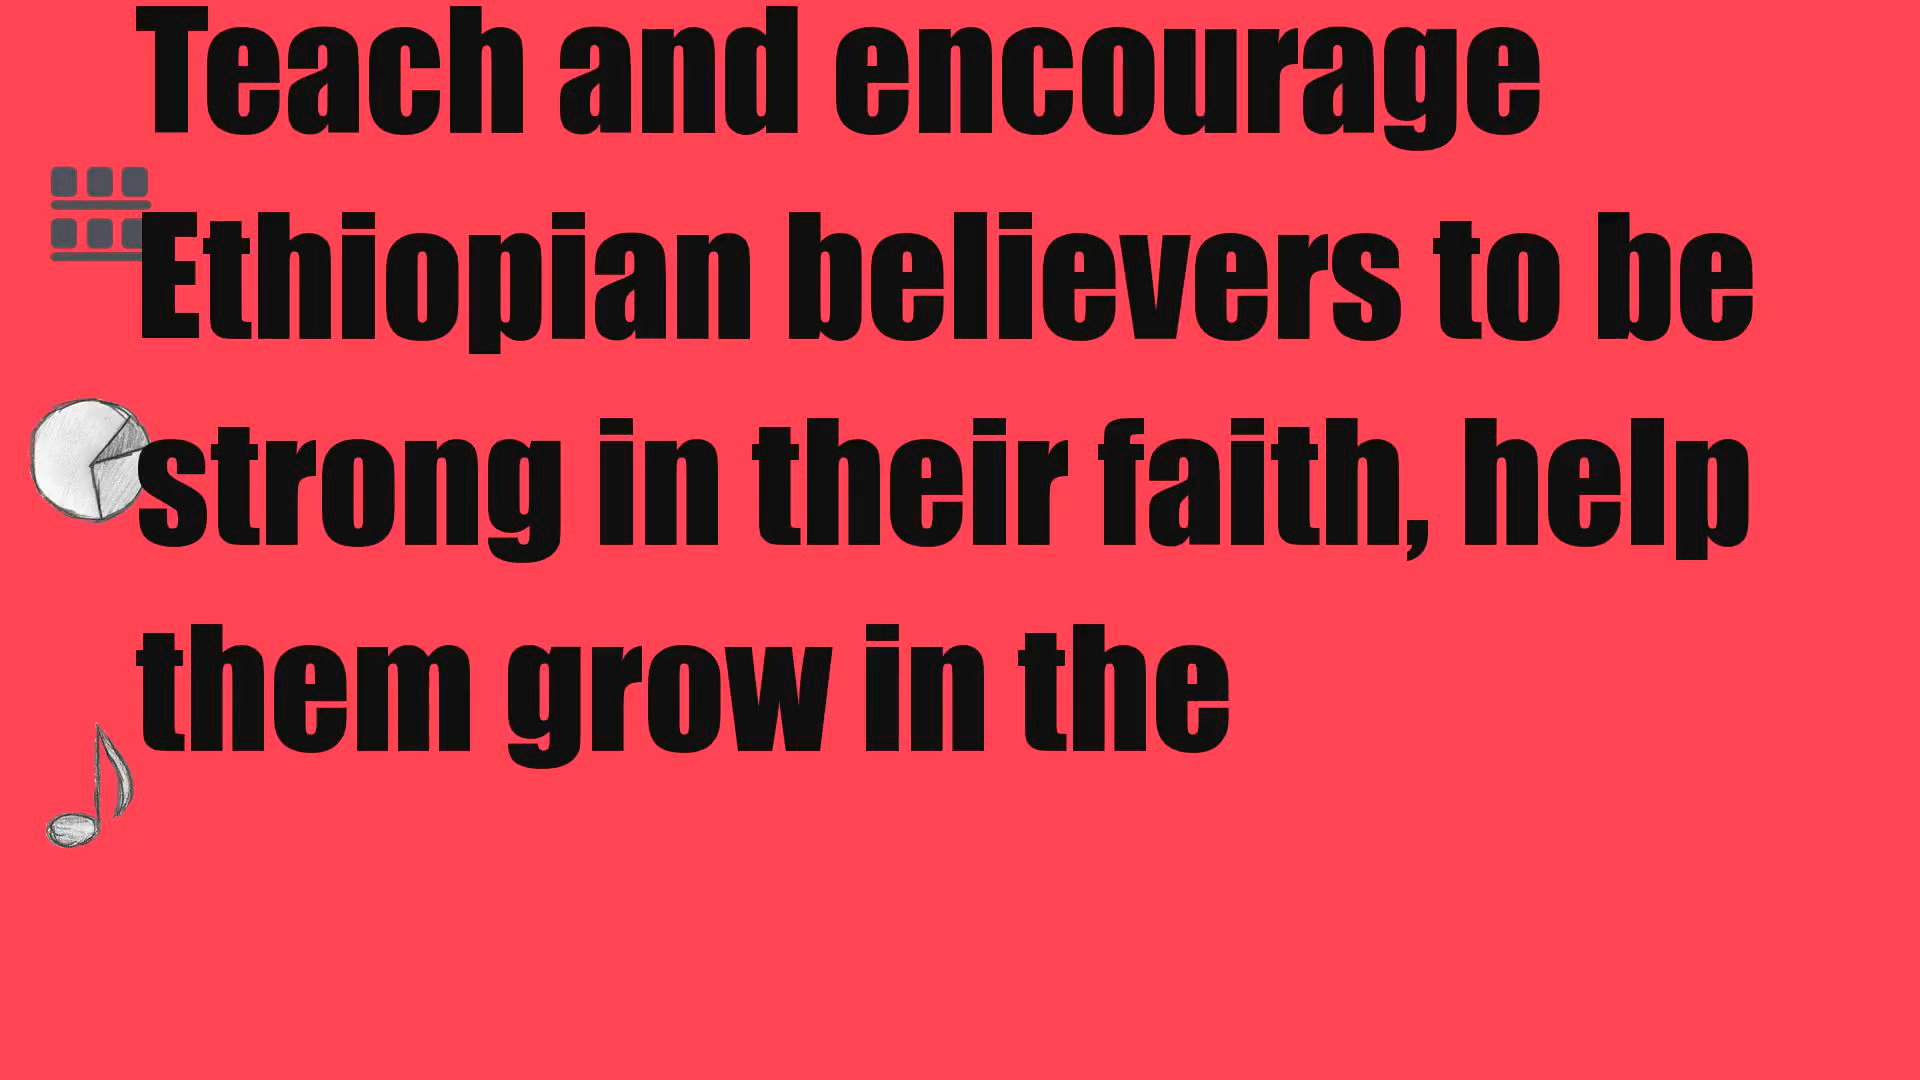 Teach and encourage
Ethiopian believers to be
strong in their faith, help
them grow in the